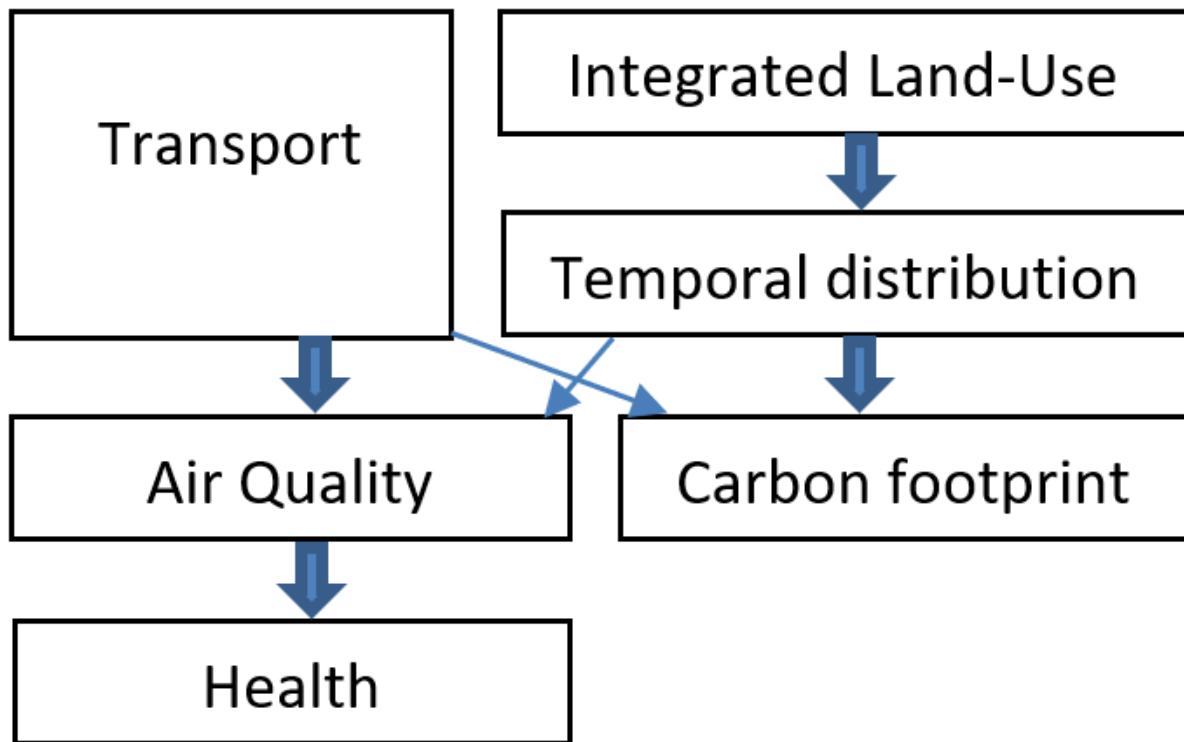 Transport
Integrated Land-Use
Temporal distribution
Air Quality
Carbon footprint
Health